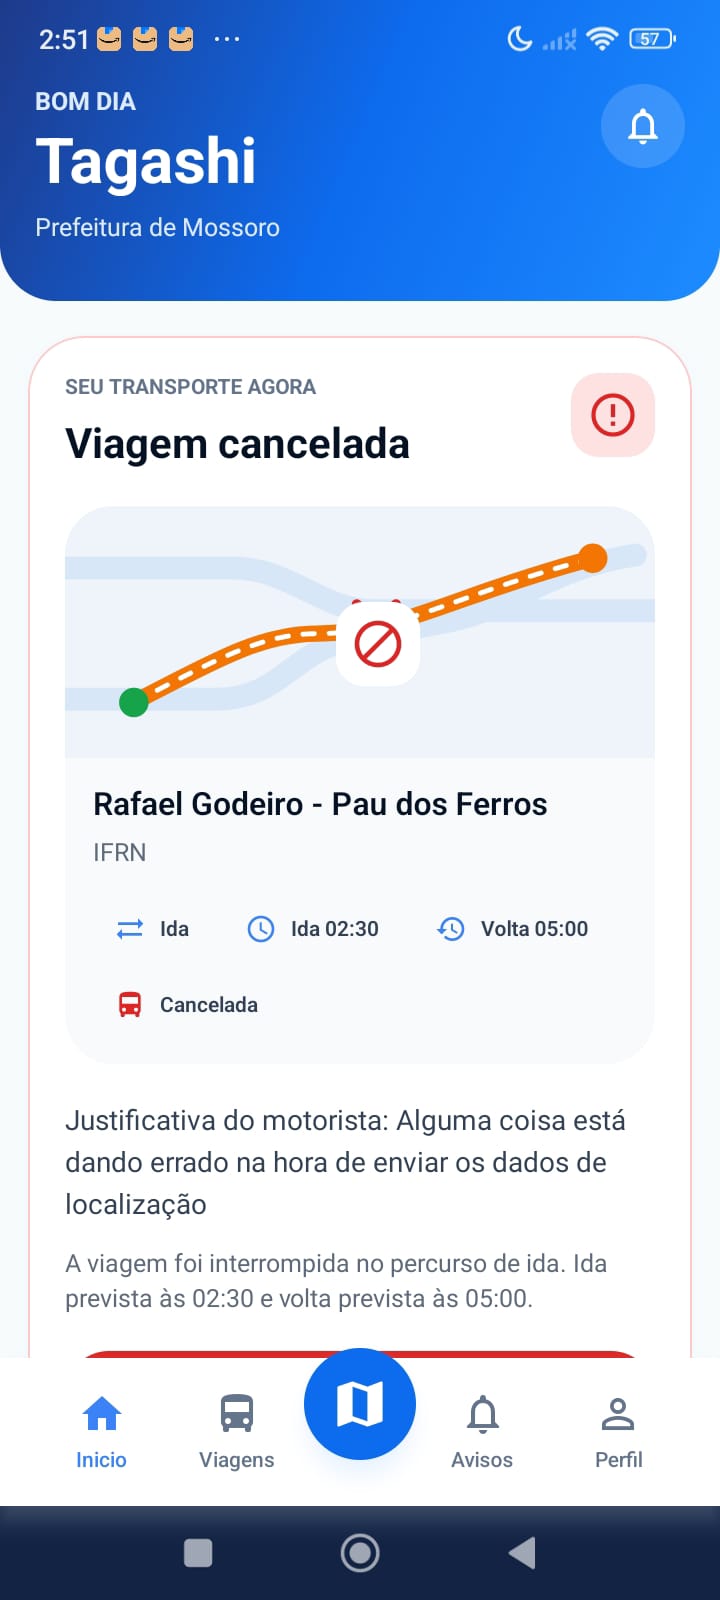 2:51
57
BOM DIA
Tagashi
Prefeitura de Mossoro
SEU TRANSPORTE AGORA
Viagem cancelada
Rafael Godeiro - Pau dos Ferros
IFRN
Ida
Ida 02:30
Volta 05:00
Cancelada
Justificativa do motorista: Alguma coisa está
dando errado na hora de enviar os dados de
localização
A viagem foi interrompida no percurso de ida. Ida
prevista às 02:30 e volta prevista às 05:00.
Inicio
Viagens
Avisos
Perfil